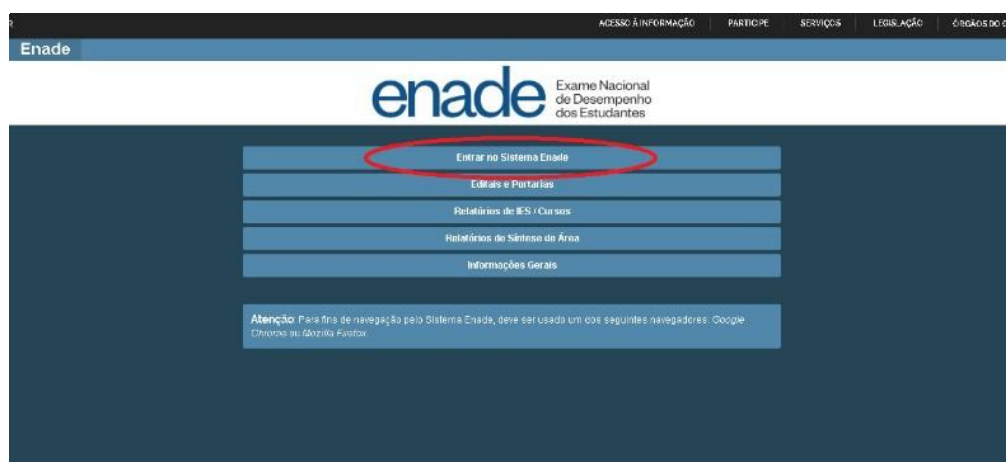 R
ACESSO À INFORMAÇÃO PARTICIPE SERVIÇOS LEGISLAÇÃO ÓRGÃOS DO G
Enade
enade Exame Nacional
de Desempenho
dos Estudantes
Entrar no Sistema Enade
Editais e Portarias
Relatórios de IES / Cursos
Relatórios de Síntese de Área
Informações Gerais
Atenção: Para fins de navegação pelo Sistema Enade, deve ser usado um dos seguintes navegadores: Google
Chrome ou Mozilla Firefox.